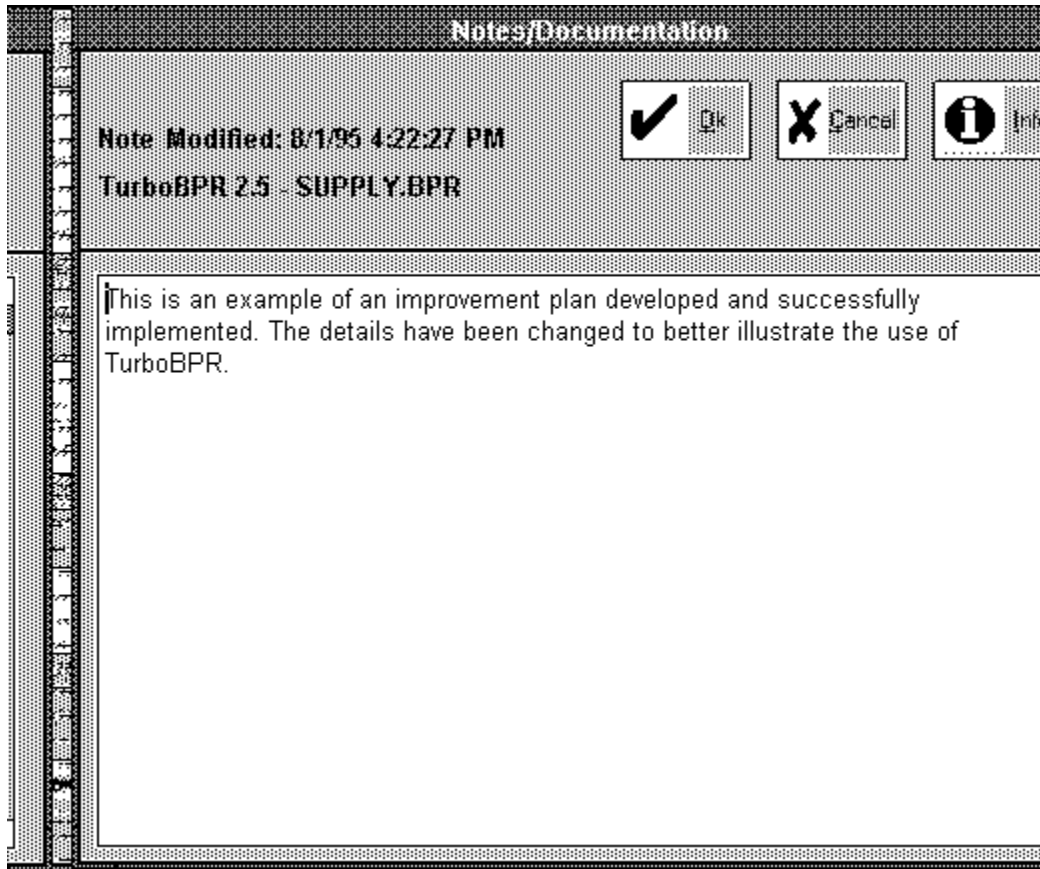 Notes/Documentation
Ok
Cancel
Note Modified: 8/1/95 4:22:27 PM
TurboBPR 2.5 - SUPPLY.BPR
This is an example of an improvement plan developed and successfully
implemented. The details have been changed to better illustrate the use of
TurboBPR.